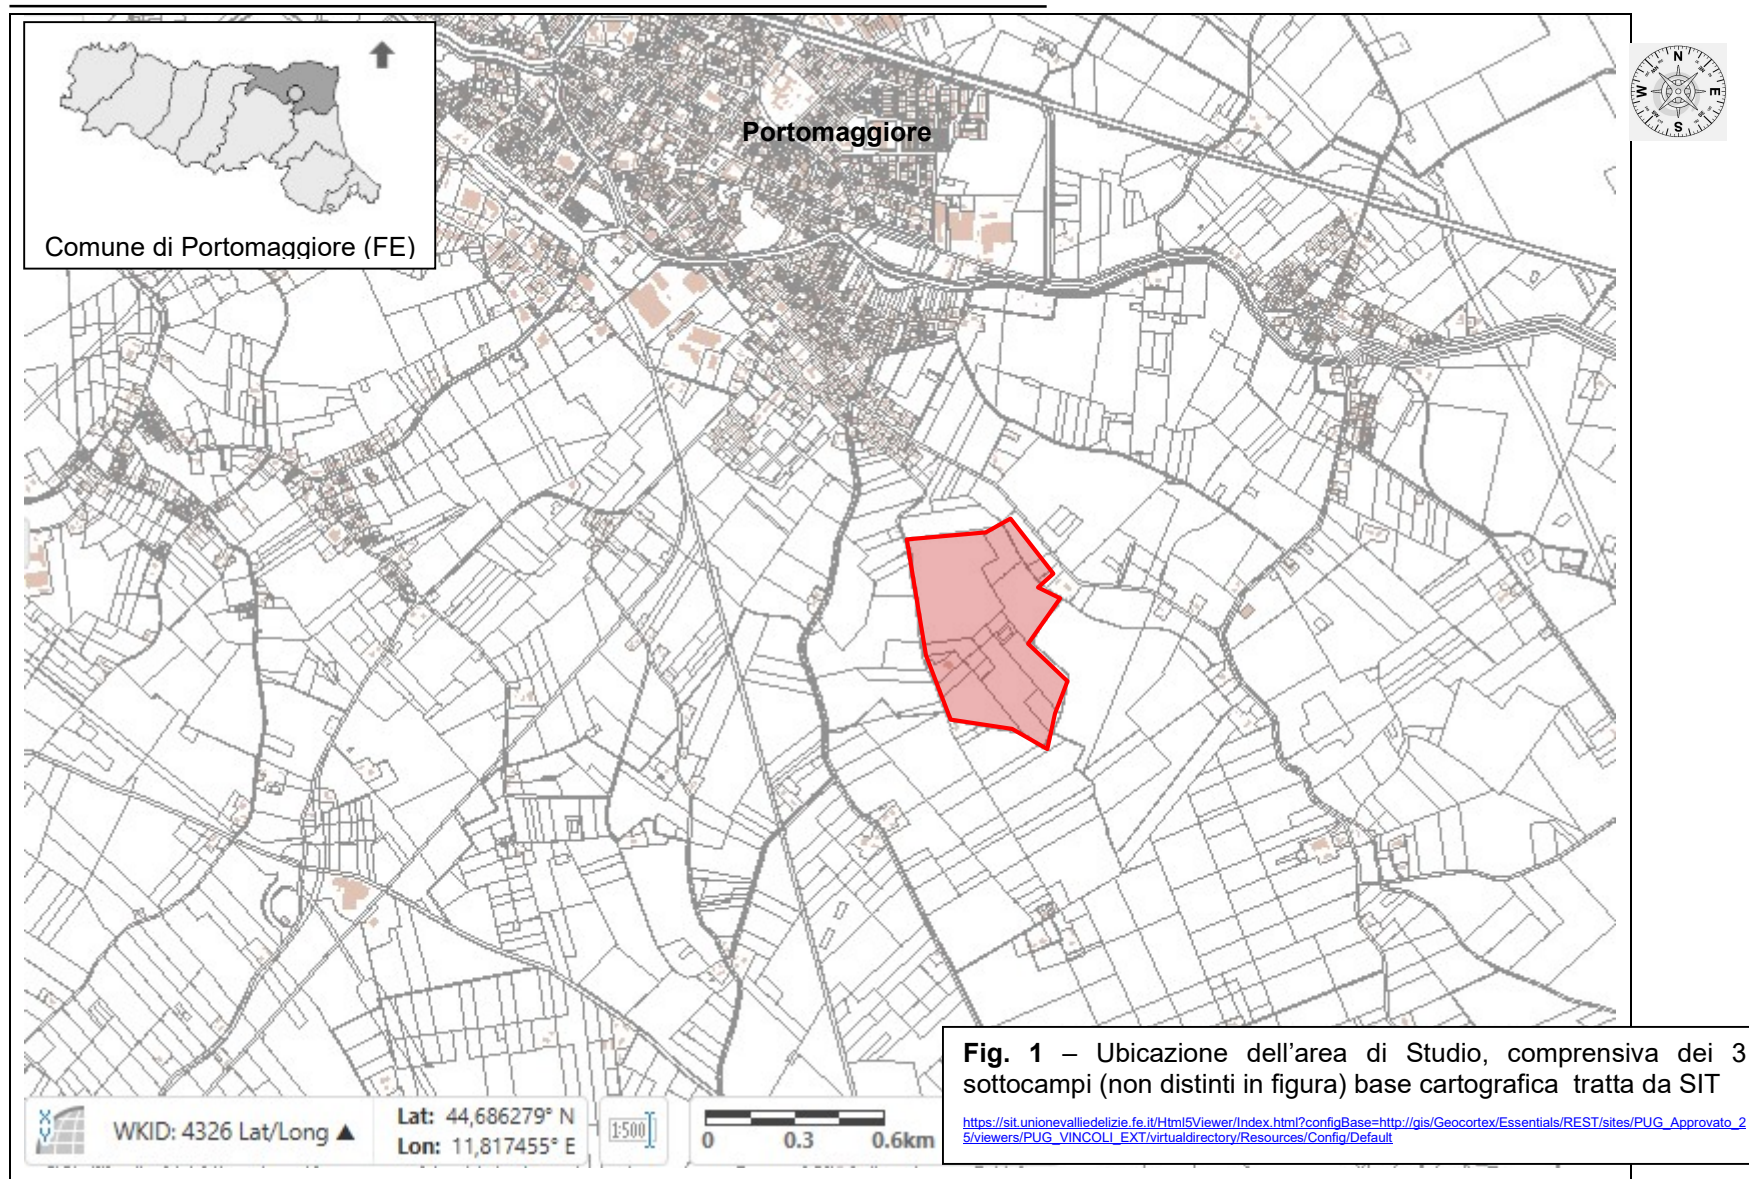 Comune di Portomaggiore (FE)
Portomaggiore
N
W
E
S
WKID: 4326 Lat/Long ▲
Lat: 44,686279° N
Lon: 11,817455° E
1:500
0 0.3 0.6km
Fig. 1 – Ubicazione dell'area di Studio, comprensiva dei 3
sottocampi (non distinti in figura) base cartografica tratta da SIT
https://sit.unionevalliedelizie.fe.it/Html5Viewer/Index.html?configBase=http://gis/Geocortex/Essentials/REST/sites/PUG_Approvato_2
5/viewers/PUG_VINCOLI_EXT/virtualdirectory/Resources/Config/Default